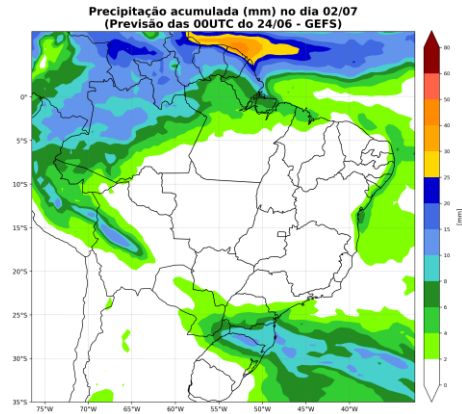 Precipitação acumulada (mm) no dia 02/07
(Previsão das 00UTC do 24/06 - GEFS)
80
60
50
40
30
25
20
15
10
8
6
4
2
0
[mm]
0°
5°S
10°S
15°S
20°S
25°S
30°S
35°S
75°W
70°W
65°W
60°W
55°W
50°W
45°W
40°W